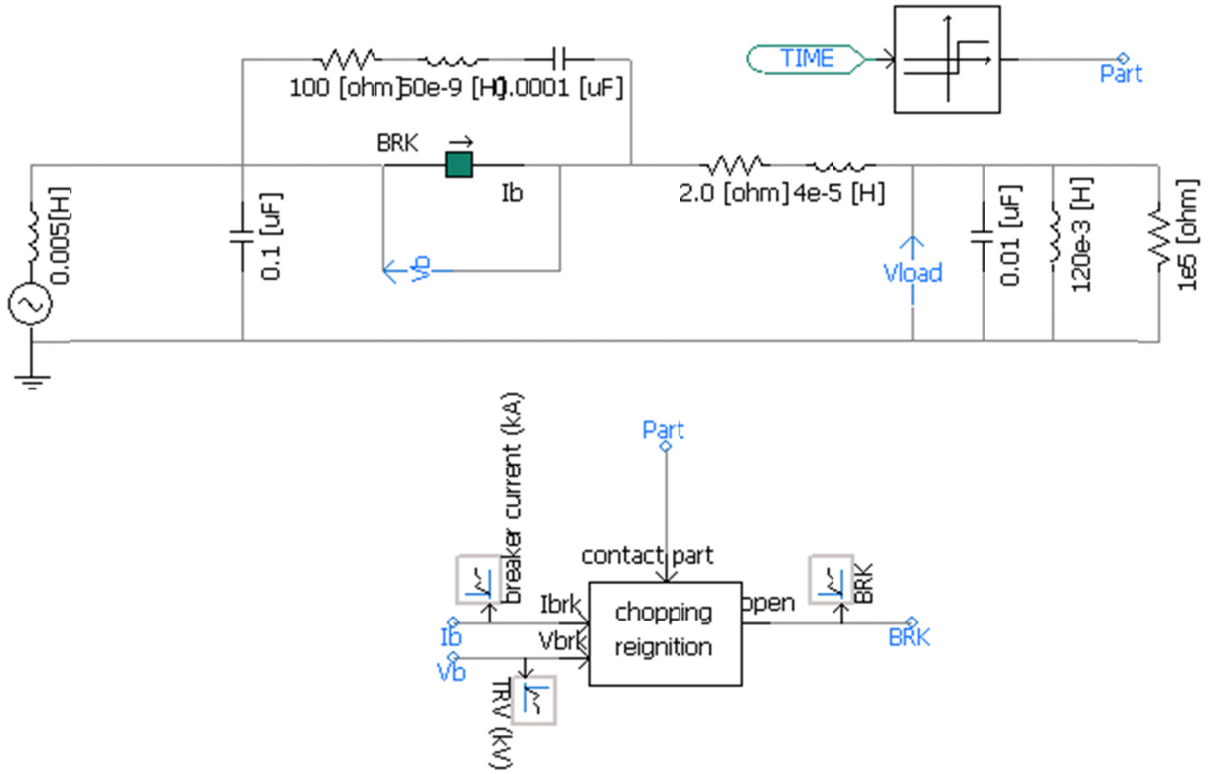 TIME
Part
100 [ohm]
50e-9 [H]
0.0001 [uF]
BRK
Ib
2.0 [ohm]
4e-5 [H]
0.005[H]
0.1 [uF]
Vb
Vload
0.01 [uF]
120e-3 [H]
1e5 [ohm]
Part
breaker current (kA)
contact part
Ibrk
chopping
open
BRK
Ib
Vbrk
reignition
BRK
Vb
TRV (kV)